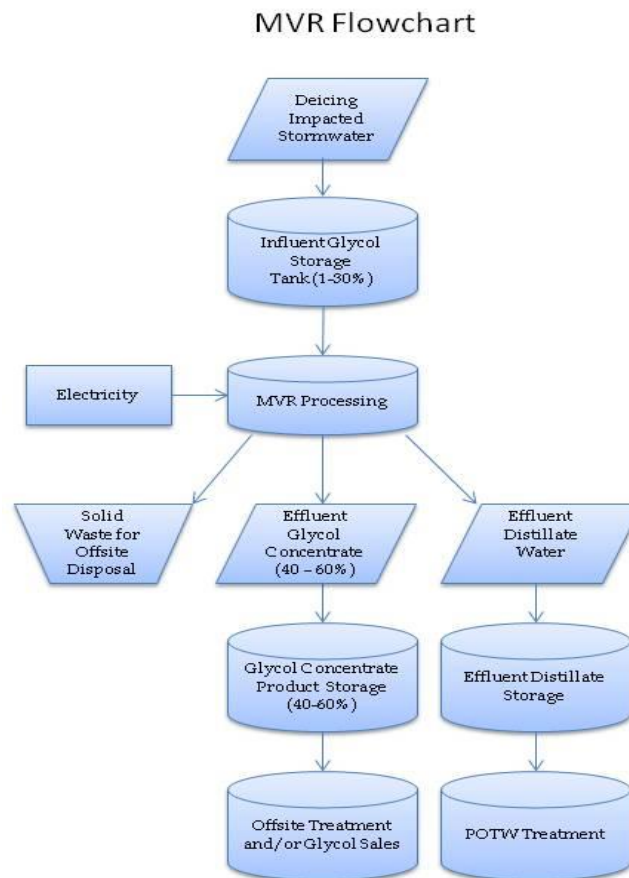 MVR Flowchart
Deicing
Impacted
Stormwater
Influent Glycol
Storage
Tank (1-30%)
Electricity
MVR Processing
Solid
Waste for
Offsite
Disposal
Effluent
Glycol
Concentrate
(40 – 60%)
Effluent
Distillate
Water
Glycol Concentrate
Product Storage
(40-60%)
Effluent Distillate
Storage
Offsite Treatment
and/or Glycol Sales
POTW Treatment